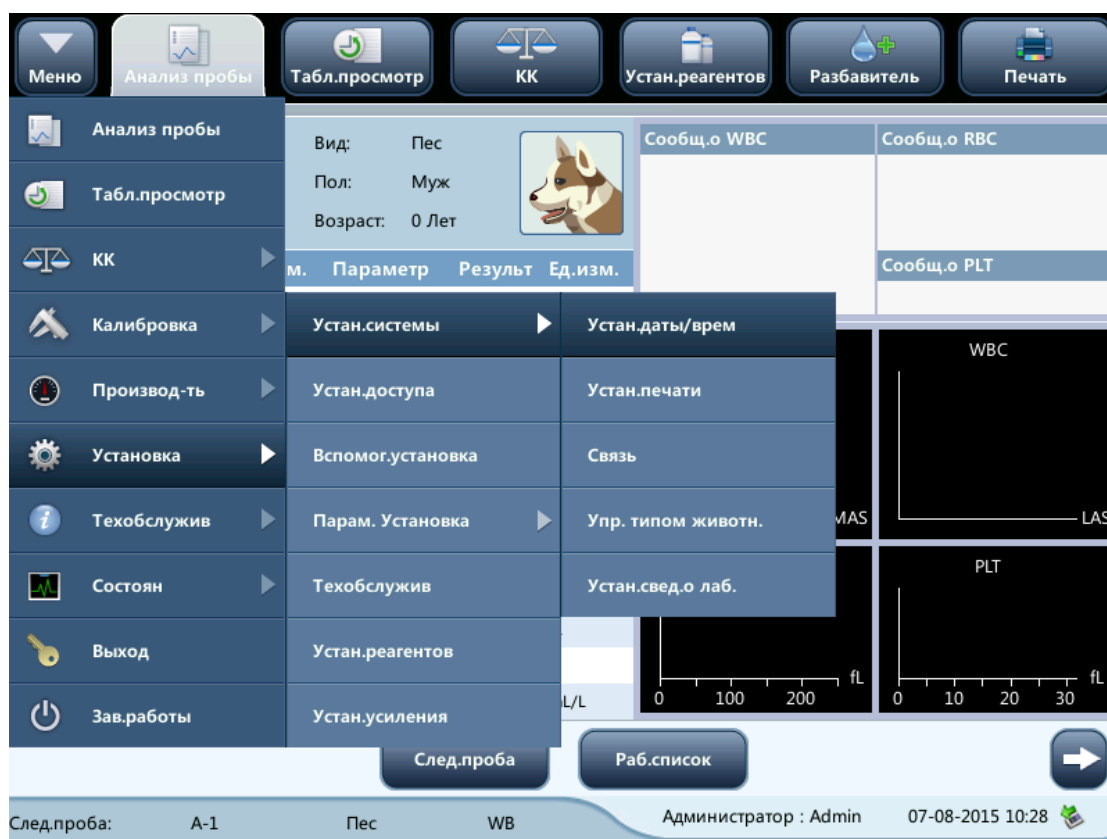 Меню
Анализ пробы
Табл.просмотр
КК
Устан.реагентов
Разбавитель
Печать
Анализ пробы
Табл.просмотр
КК
Калибровка
Производ-ть
Установка
Техобслужив
Состоян
Выход
Зав.работы
Вид: Пес
Пол: Муж
Возраст: 0 Лет
м. Параметр Результ Ед.изм.
Устан.системы
Устан.доступа
Вспомог.установка
Парам. Установка
Техобслужив
Устан.реагентов
Устан.усиления
Устан.даты/врем
Устан.печати
Связь
Упр. типом животн.
Устан.свед.о лаб.
Сообщ.о WBC
Сообщ.о RBC
Сообщ.о PLT
WBC
MAS
LAS
PLT
L/L
0 100 200 fL
0 10 20 30 fL
След.проба
Раб.список
След.проба: A-1 Пес WB
Администратор : Admin
07-08-2015 10:28